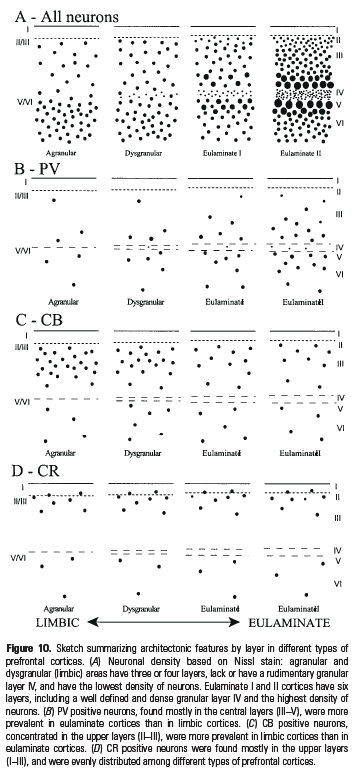 A - All neurons
I I
II/III II
III
IV
V/VI V
VI
Agranular Dysgranular Eulaminate I Eulaminate II
B - PV
I I
II/III II
III
V/VI IV
V
VI
Agranular Dysgranular Eulaminate I Eulaminate II
C - CB
I I
II/III II
III
V/VI IV
V
VI
Agranular Dysgranular Eulaminate I Eulaminate II
D - CR
I I
II/III II
III
V/VI IV
V
VI
Agranular Dysgranular Eulaminate I Eulaminate II
LIMBIC EULAMINATE
Figure 10. Sketch summarizing architectonic features by layer in different types of
prefrontal cortices. (A) Neuronal density based on Nissl stain: agranular and
dysgranular (limbic) areas have three or four layers, lack or have a rudimentary granular
layer IV, and have the lowest density of neurons. Eulaminate I and II cortices have six
layers, including a well defined and dense granular layer IV and the highest density of
neurons. (B) PV positive neurons, found mostly in the central layers (III–V), were more
prevalent in eulaminate cortices than in limbic cortices. (C) CB positive neurons,
concentrated in the upper layers (II–III), were more prevalent in limbic cortices than in
eulaminate cortices. (D) CR positive neurons were found mostly in the upper layers
(I–III), and were evenly distributed among different types of prefrontal cortices.